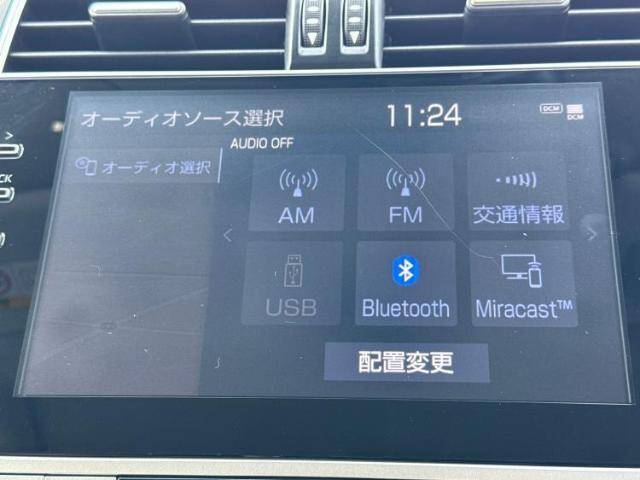 オーディオソース選択
11:24
DCM
DCM
AUDIO OFF
オーディオ選択
AM
FM
交通情報
USB
Bluetooth
Miracast™
配置変更
>